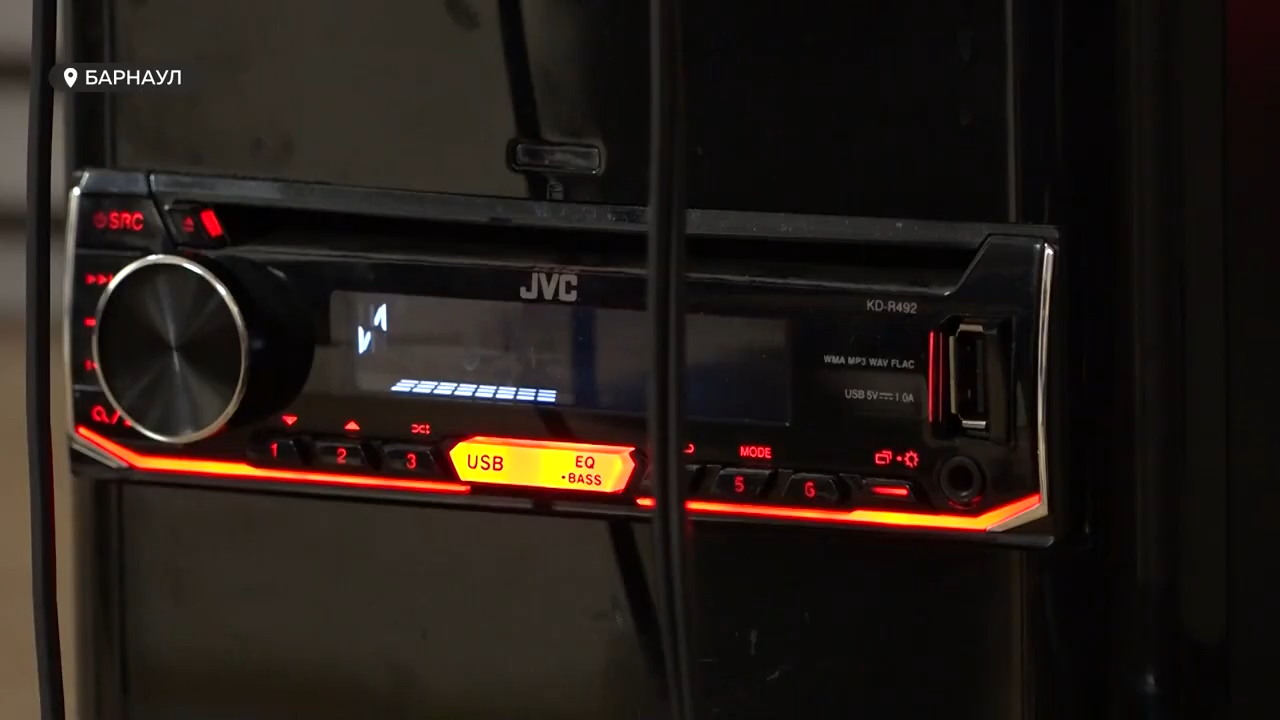 БАРНАУЛ
SRC
JVC
KD-R492
WMA MP3 WAV FLAC
USB 5V 1.0A
1
2
3
USB
EQ
•BASS
MODE
5
6